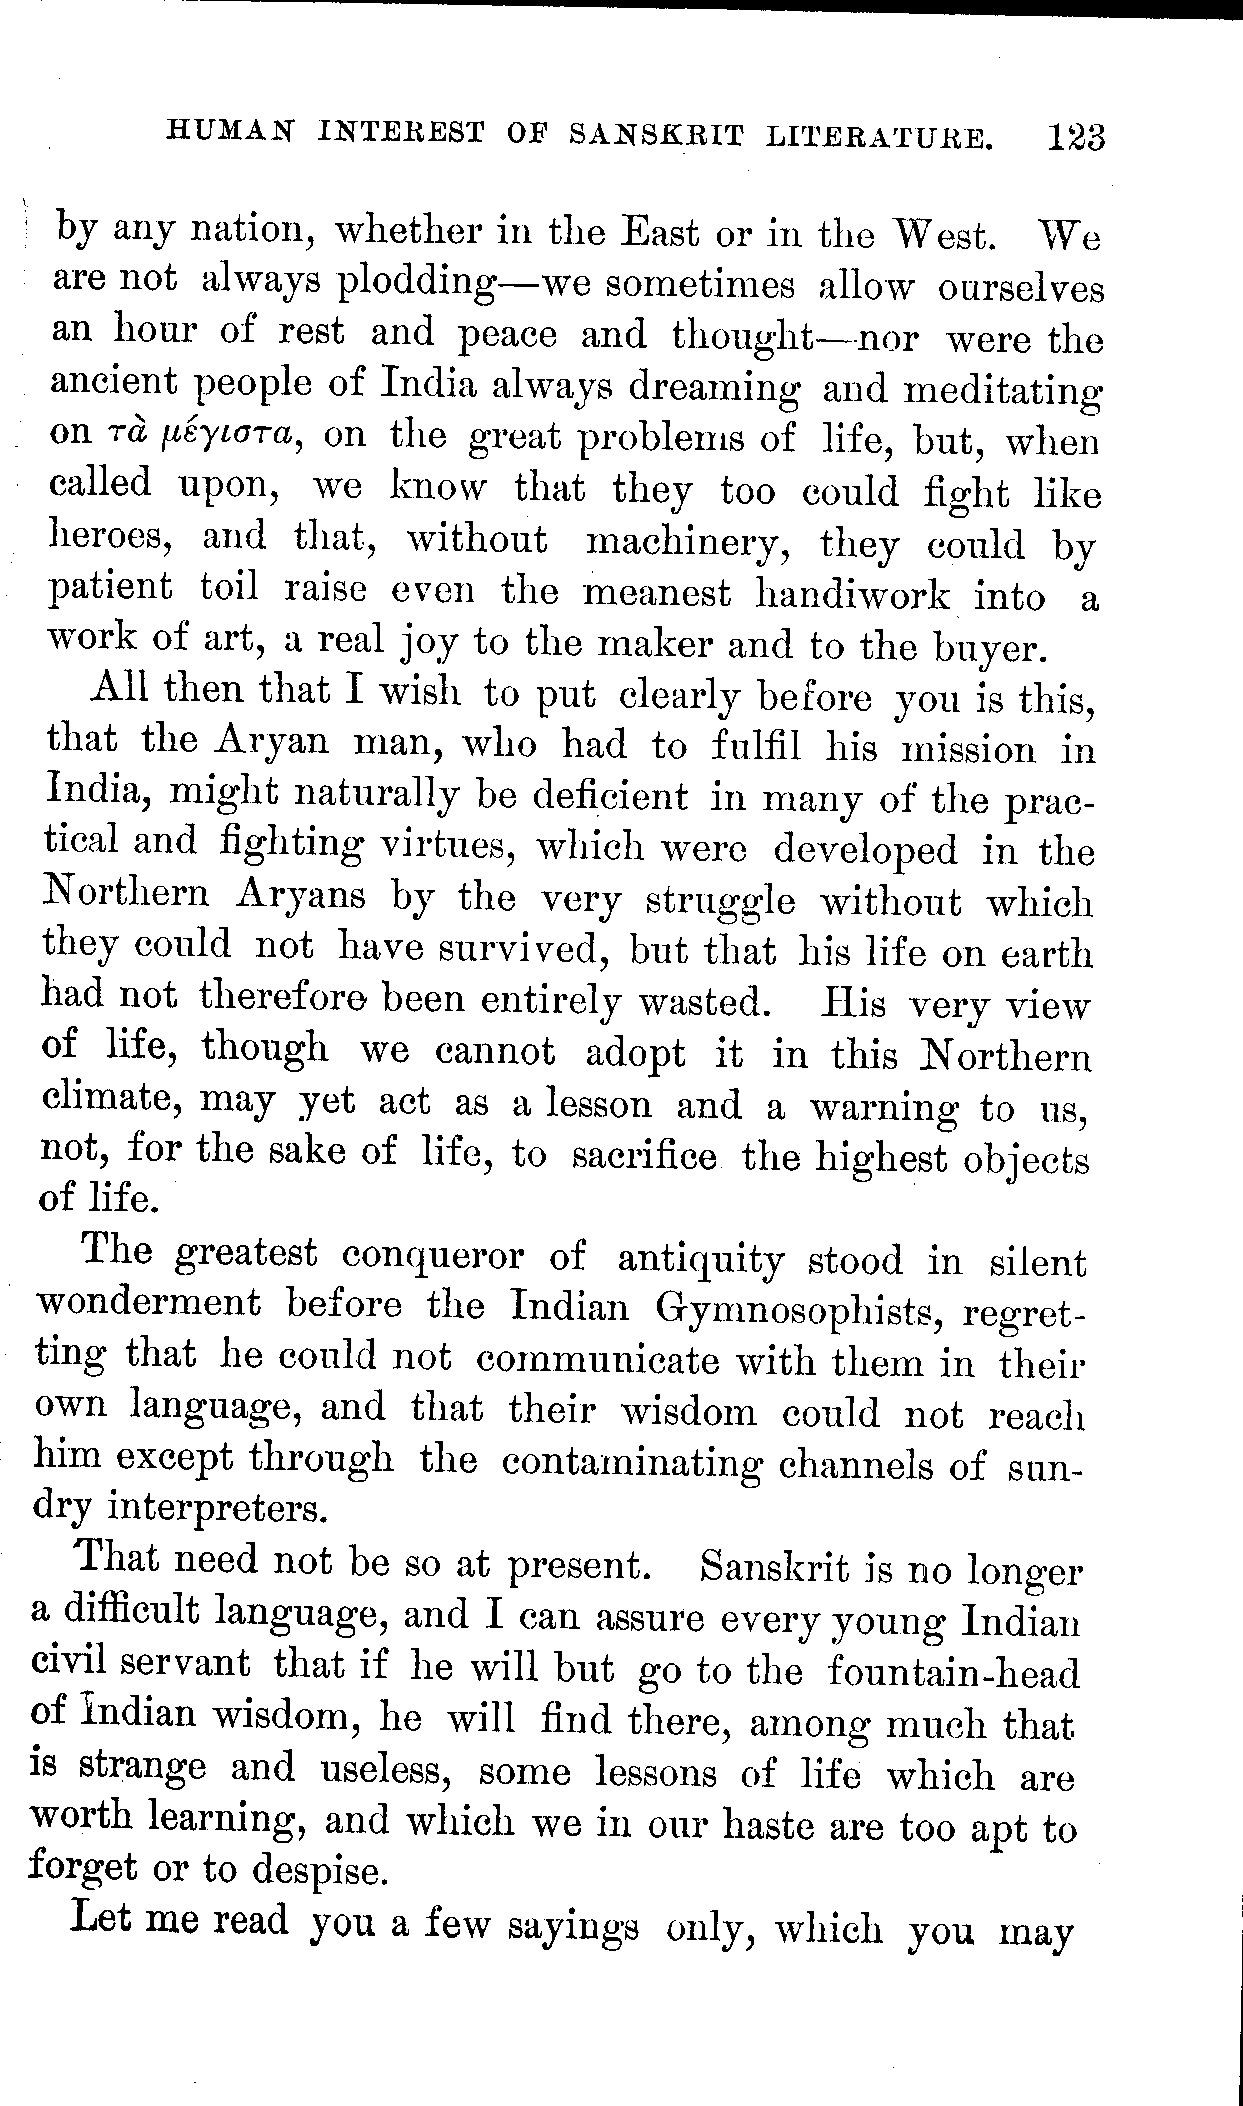 HUMAN INTEREST OF SANSKRIT LITERATURE. 123
by any nation, whether in the East or in the West. We
are not always plodding—we sometimes allow ourselves
an hour of rest and peace and thought—nor were the
ancient people of India always dreaming and meditating
on τὰ μέγιστα, on the great problems of life, but, when
called upon, we know that they too could fight like
heroes, and that, without machinery, they could by
patient toil raise even the meanest handiwork into a
work of art, a real joy to the maker and to the buyer.
All then that I wish to put clearly before you is this,
that the Aryan man, who had to fulfil his mission in
India, might naturally be deficient in many of the prac-
tical and fighting virtues, which were developed in the
Northern Aryans by the very struggle without which
they could not have survived, but that his life on earth
had not therefore been entirely wasted. His very view
of life, though we cannot adopt it in this Northern
climate, may yet act as a lesson and a warning to us,
not, for the sake of life, to sacrifice the highest objects
of life.
The greatest conqueror of antiquity stood in silent
wonderment before the Indian Gymnosophists, regret-
ting that he could not communicate with them in their
own language, and that their wisdom could not reach
him except through the contaminating channels of sun-
dry interpreters.
That need not be so at present. Sanskrit is no longer
a difficult language, and I can assure every young Indian
civil servant that if he will but go to the fountain-head
of Indian wisdom, he will find there, among much that
is strange and useless, some lessons of life which are
worth learning, and which we in our haste are too apt to
forget or to despise.
Let me read you a few sayings only, which you may